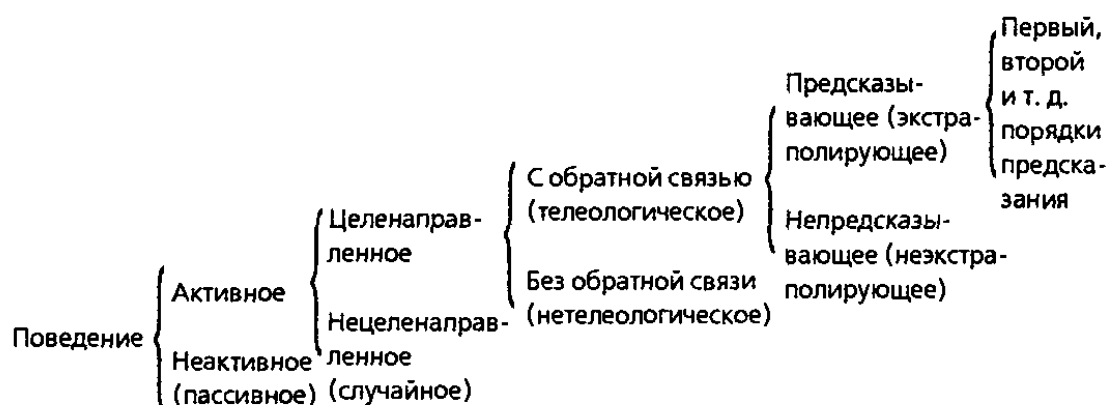 Поведение
Активное
Неактивное
(пассивное)
Целенаправ-
ленное
Нецеленаправ-
ленное
(случайное)
С обратной связью
(телеологическое)
Без обратной связи
(нетелеологическое)
Предсказы-
вающее (экстра-
полирующее)
Непредсказы-
вающее (неэкстра-
полирующее)
Первый,
второй
и т. д.
порядки
предска-
зания